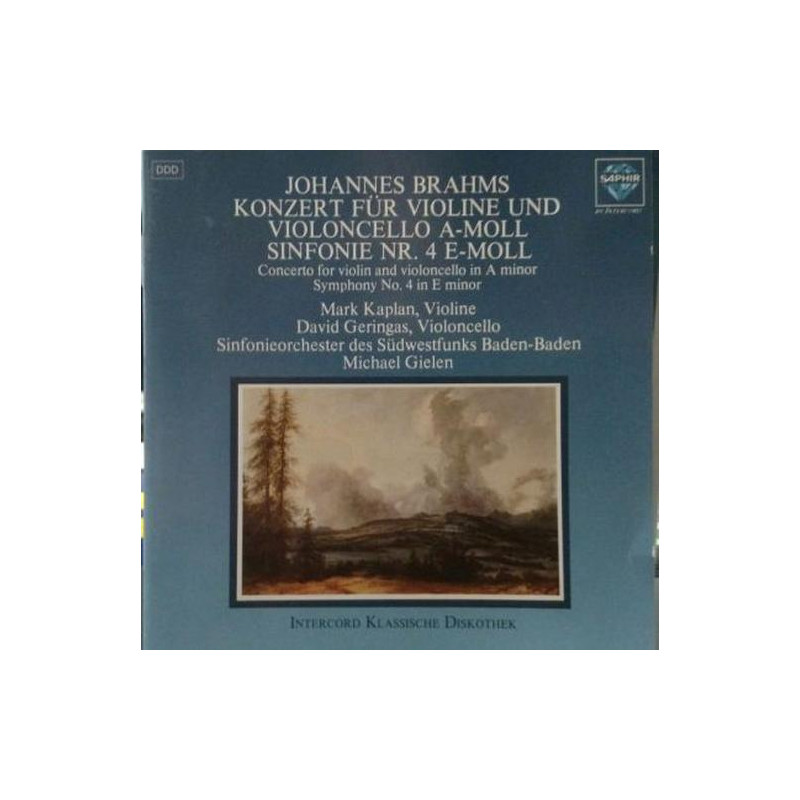 DDD
SAPHIR
JOHANNES BRAHMS
KONZERT FÜR VIOLINE UND
VIOLONCELLO A-MOLL
SINFONIE NR. 4 E-MOLL
Concerto for violin and violoncello in A minor
Symphony No. 4 in E minor
Mark Kaplan, Violine
David Geringas, Violoncello
Sinfonieorchester des Südwestfunks Baden-Baden
Michael Gielen
INTERCORD KLASSISCHE DISKOTHEK